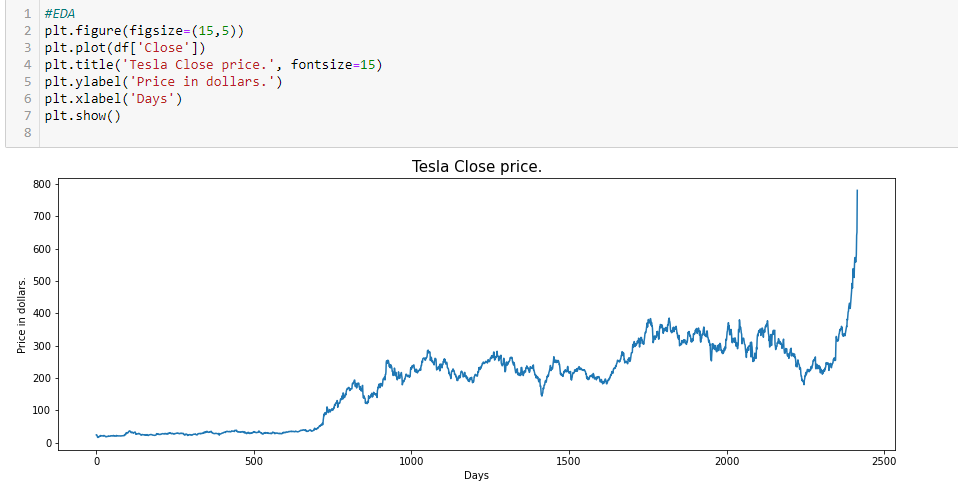 1 #EDA
2 plt.figure(figsize=(15,5))
3 plt.plot(df['Close'])
4 plt.title('Tesla Close price.', fontsize=15)
5 plt.ylabel('Price in dollars.')
6 plt.xlabel('Days')
7 plt.show()
8
Tesla Close price.
800
700
600
500
400
300
200
100
0
Price in dollars.
0 500 1000 1500 2000 2500
Days